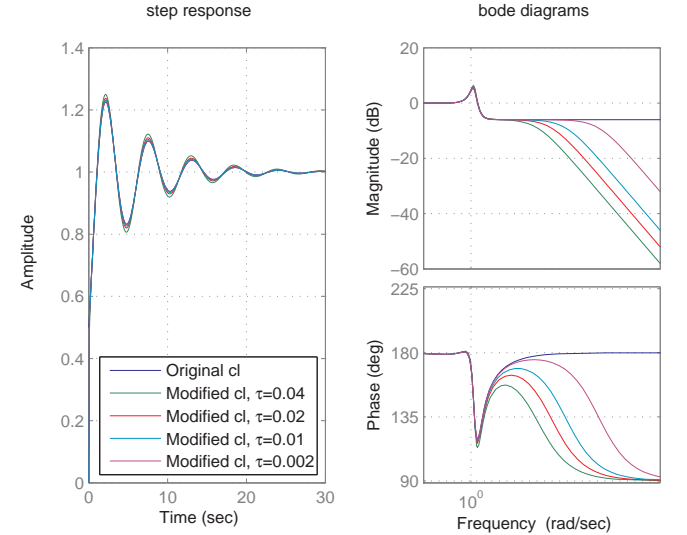 step response
1.4
1.2
1
0.8
0.6
0.4
0.2
0
0
10
20
30
Amplitude
Time (sec)
Original cl
Modified cl, τ=0.04
Modified cl, τ=0.02
Modified cl, τ=0.01
Modified cl, τ=0.002
bode diagrams
20
0
−20
−40
−60
Magnitude (dB)
225
180
135
90
Phase (deg)
10⁰
Frequency (rad/sec)